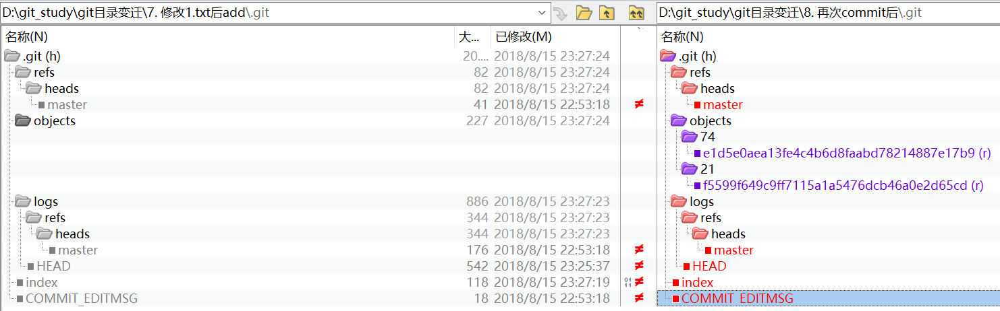 D:\git_study\git目录变迁\7. 修改1.txt后add\.git D:\git_study\git目录变迁\8. 再次commit后\.git
名称(N) 大... 已修改(M) 名称(N)
.git (h) 20.... 2018/8/15 23:27:24 .git (h)
refs 82 2018/8/15 23:27:24 refs
heads 82 2018/8/15 23:27:24 heads
master 41 2018/8/15 22:53:18 ≠ master
objects 227 2018/8/15 23:27:24 objects
74
e1d5e0aea13fe4c4b6d8faabd78214887e17b9 (r)
21
f5599f649c9ff7115a1a5476dcb46a0e2d65cd (r)
logs 886 2018/8/15 23:27:23 logs
refs 344 2018/8/15 23:27:23 refs
heads 344 2018/8/15 23:27:23 heads
master 176 2018/8/15 22:53:18 ≠ master
HEAD 542 2018/8/15 23:25:37 ≠ HEAD
index 118 2018/8/15 23:27:19 ≠ index
COMMIT_EDITMSG 18 2018/8/15 22:53:18 ≠ COMMIT_EDITMSG